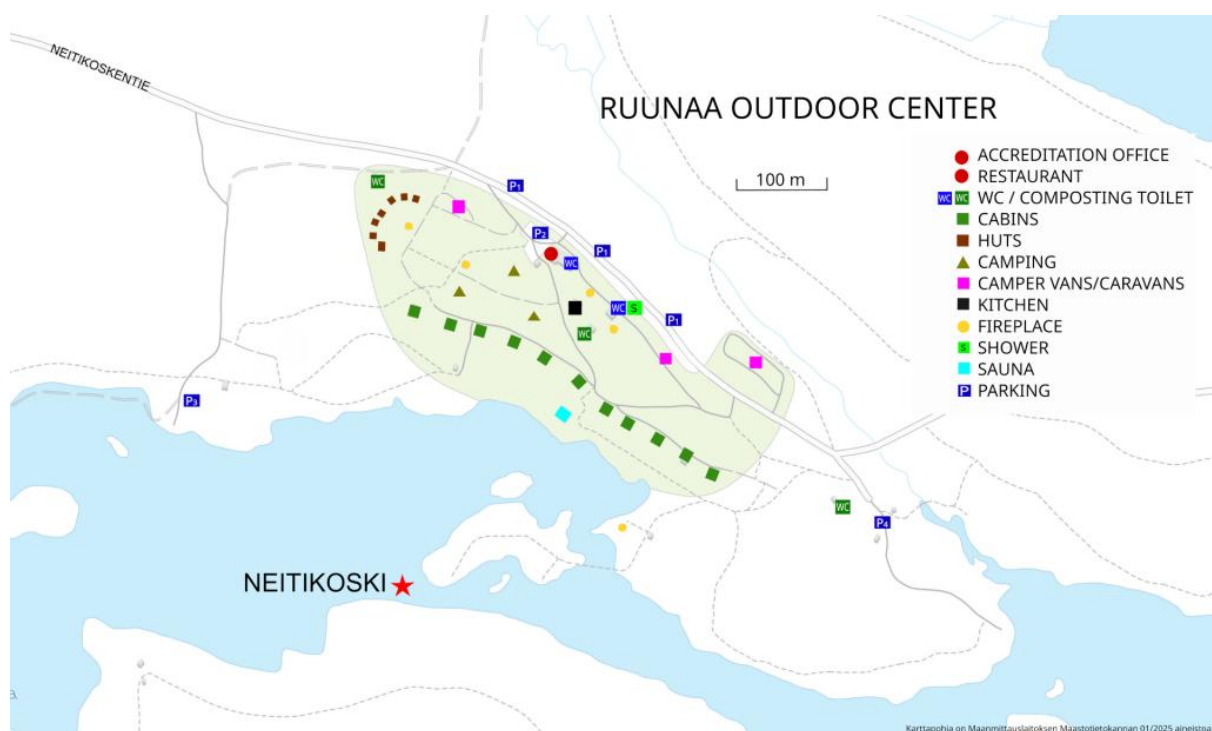 NEITIKOSKENTIE
RUUNAA OUTDOOR CENTER
100 m
ACCREDITATION OFFICE
RESTAURANT
WC WC WC / COMPOSTING TOILET
CABINS
HUTS
CAMPING
CAMPER VANS/CARAVANS
KITCHEN
FIREPLACE
S SHOWER
SAUNA
P PARKING
WC
P1
P2
P1
WC
WC S
P1
WC
P3
WC
P4
NEITIKOSKI
Karttapohja on Maanmittauslaitoksen Maastotietokannan 01/2025 aineistoa